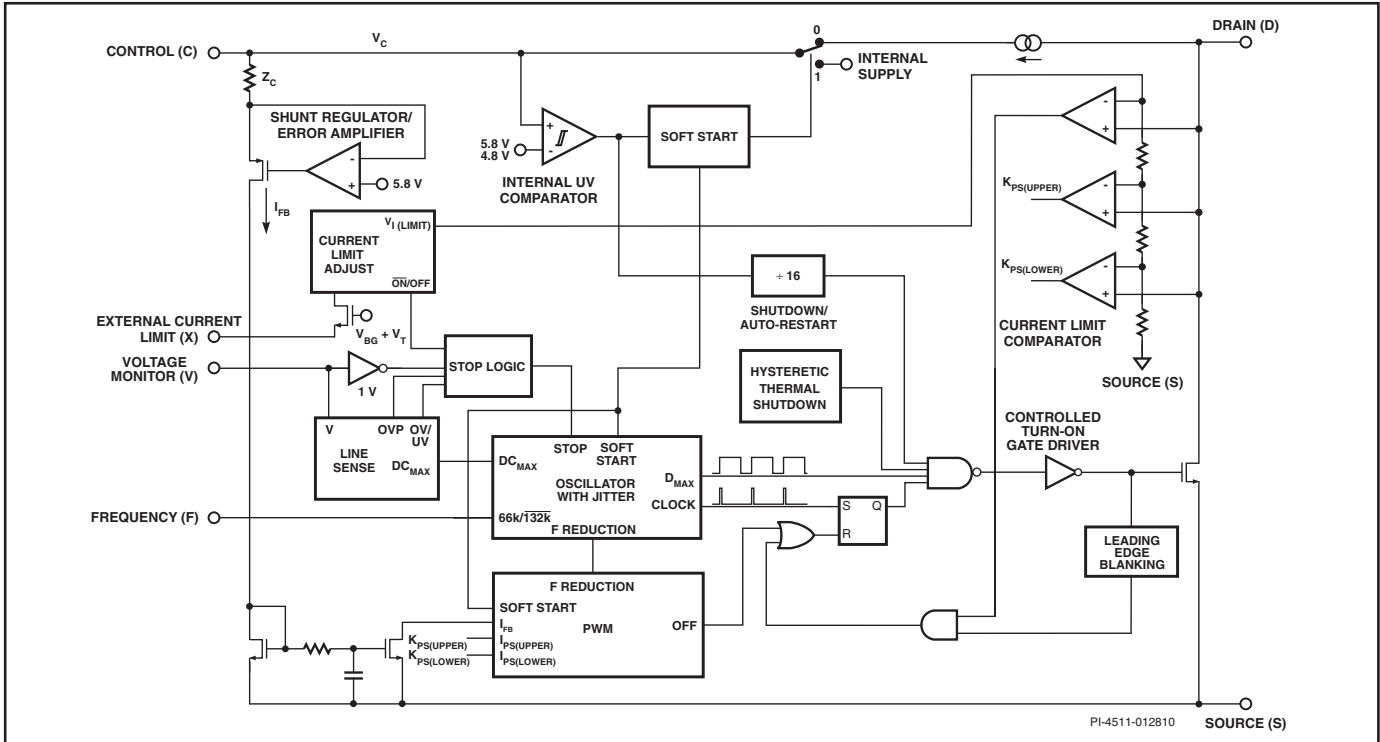 CONTROL (C)
V_C
Z_C
0
1
INTERNAL
SUPPLY
DRAIN (D)
SHUNT REGULATOR/
ERROR AMPLIFIER
-
+
5.8 V
I_FB
+
-
5.8 V
4.8 V
INTERNAL UV
COMPARATOR
SOFT START
-
+
K_PS(UPPER)
-
+
K_PS(LOWER)
-
+
CURRENT LIMIT
COMPARATOR
SOURCE (S)
V_I (LIMIT)
CURRENT
LIMIT
ADJUST
ON/OFF
÷ 16
SHUTDOWN/
AUTO-RESTART
EXTERNAL CURRENT
LIMIT (X)
V_BG + V_T
VOLTAGE
MONITOR (V)
1 V
STOP LOGIC
HYSTERETIC
THERMAL
SHUTDOWN
CONTROLLED
TURN-ON
GATE DRIVER
V
OVP
OV/
UV
LINE
SENSE
DC_MAX
STOP
SOFT
START
DC_MAX
OSCILLATOR
WITH JITTER
D_MAX
CLOCK
66k/132k
F REDUCTION
FREQUENCY (F)
S
Q
R
LEADING
EDGE
BLANKING
F REDUCTION
SOFT START
I_FB
PWM
OFF
K_PS(UPPER)
I_PS(UPPER)
K_PS(LOWER)
I_PS(LOWER)
PI-4511-012810
SOURCE (S)